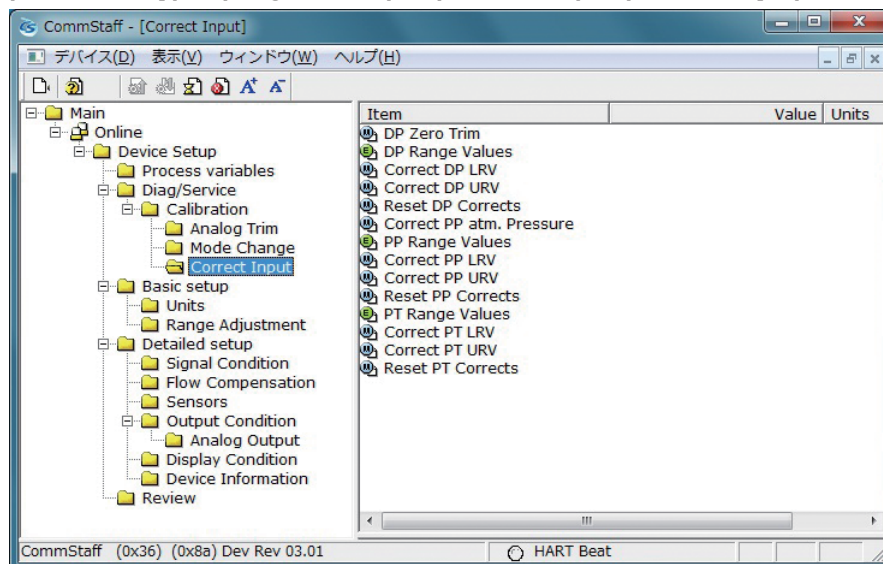 CommStaff - [Correct Input]
デバイス(D) 表示(V) ウィンドウ(W) ヘルプ(H)
Main
Online
Device Setup
Process variables
Diag/Service
Calibration
Analog Trim
Mode Change
Correct Input
Basic setup
Units
Range Adjustment
Detailed setup
Signal Condition
Flow Compensation
Sensors
Output Condition
Analog Output
Display Condition
Device Information
Review
Item Value Units
DP Zero Trim
DP Range Values
Correct DP LRV
Correct DP URV
Reset DP Corrects
Correct PP atm. Pressure
PP Range Values
Correct PP LRV
Correct PP URV
Reset PP Corrects
PT Range Values
Correct PT LRV
Correct PT URV
Reset PT Corrects
CommStaff (0x36) (0x8a) Dev Rev 03.01 HART Beat